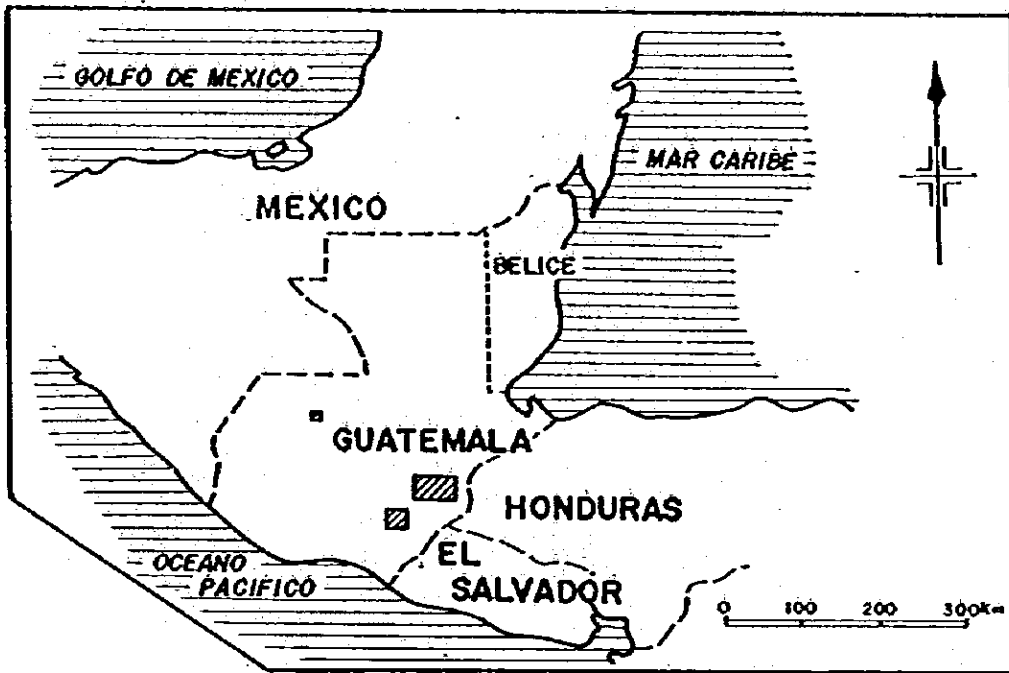 GOLFO DE MEXICO
MAR CARIBE
MEXICO
BELICE
GUATEMALA
HONDURAS
EL
SALVADOR
OCEANO
PACIFICO
0 100 200 300Km